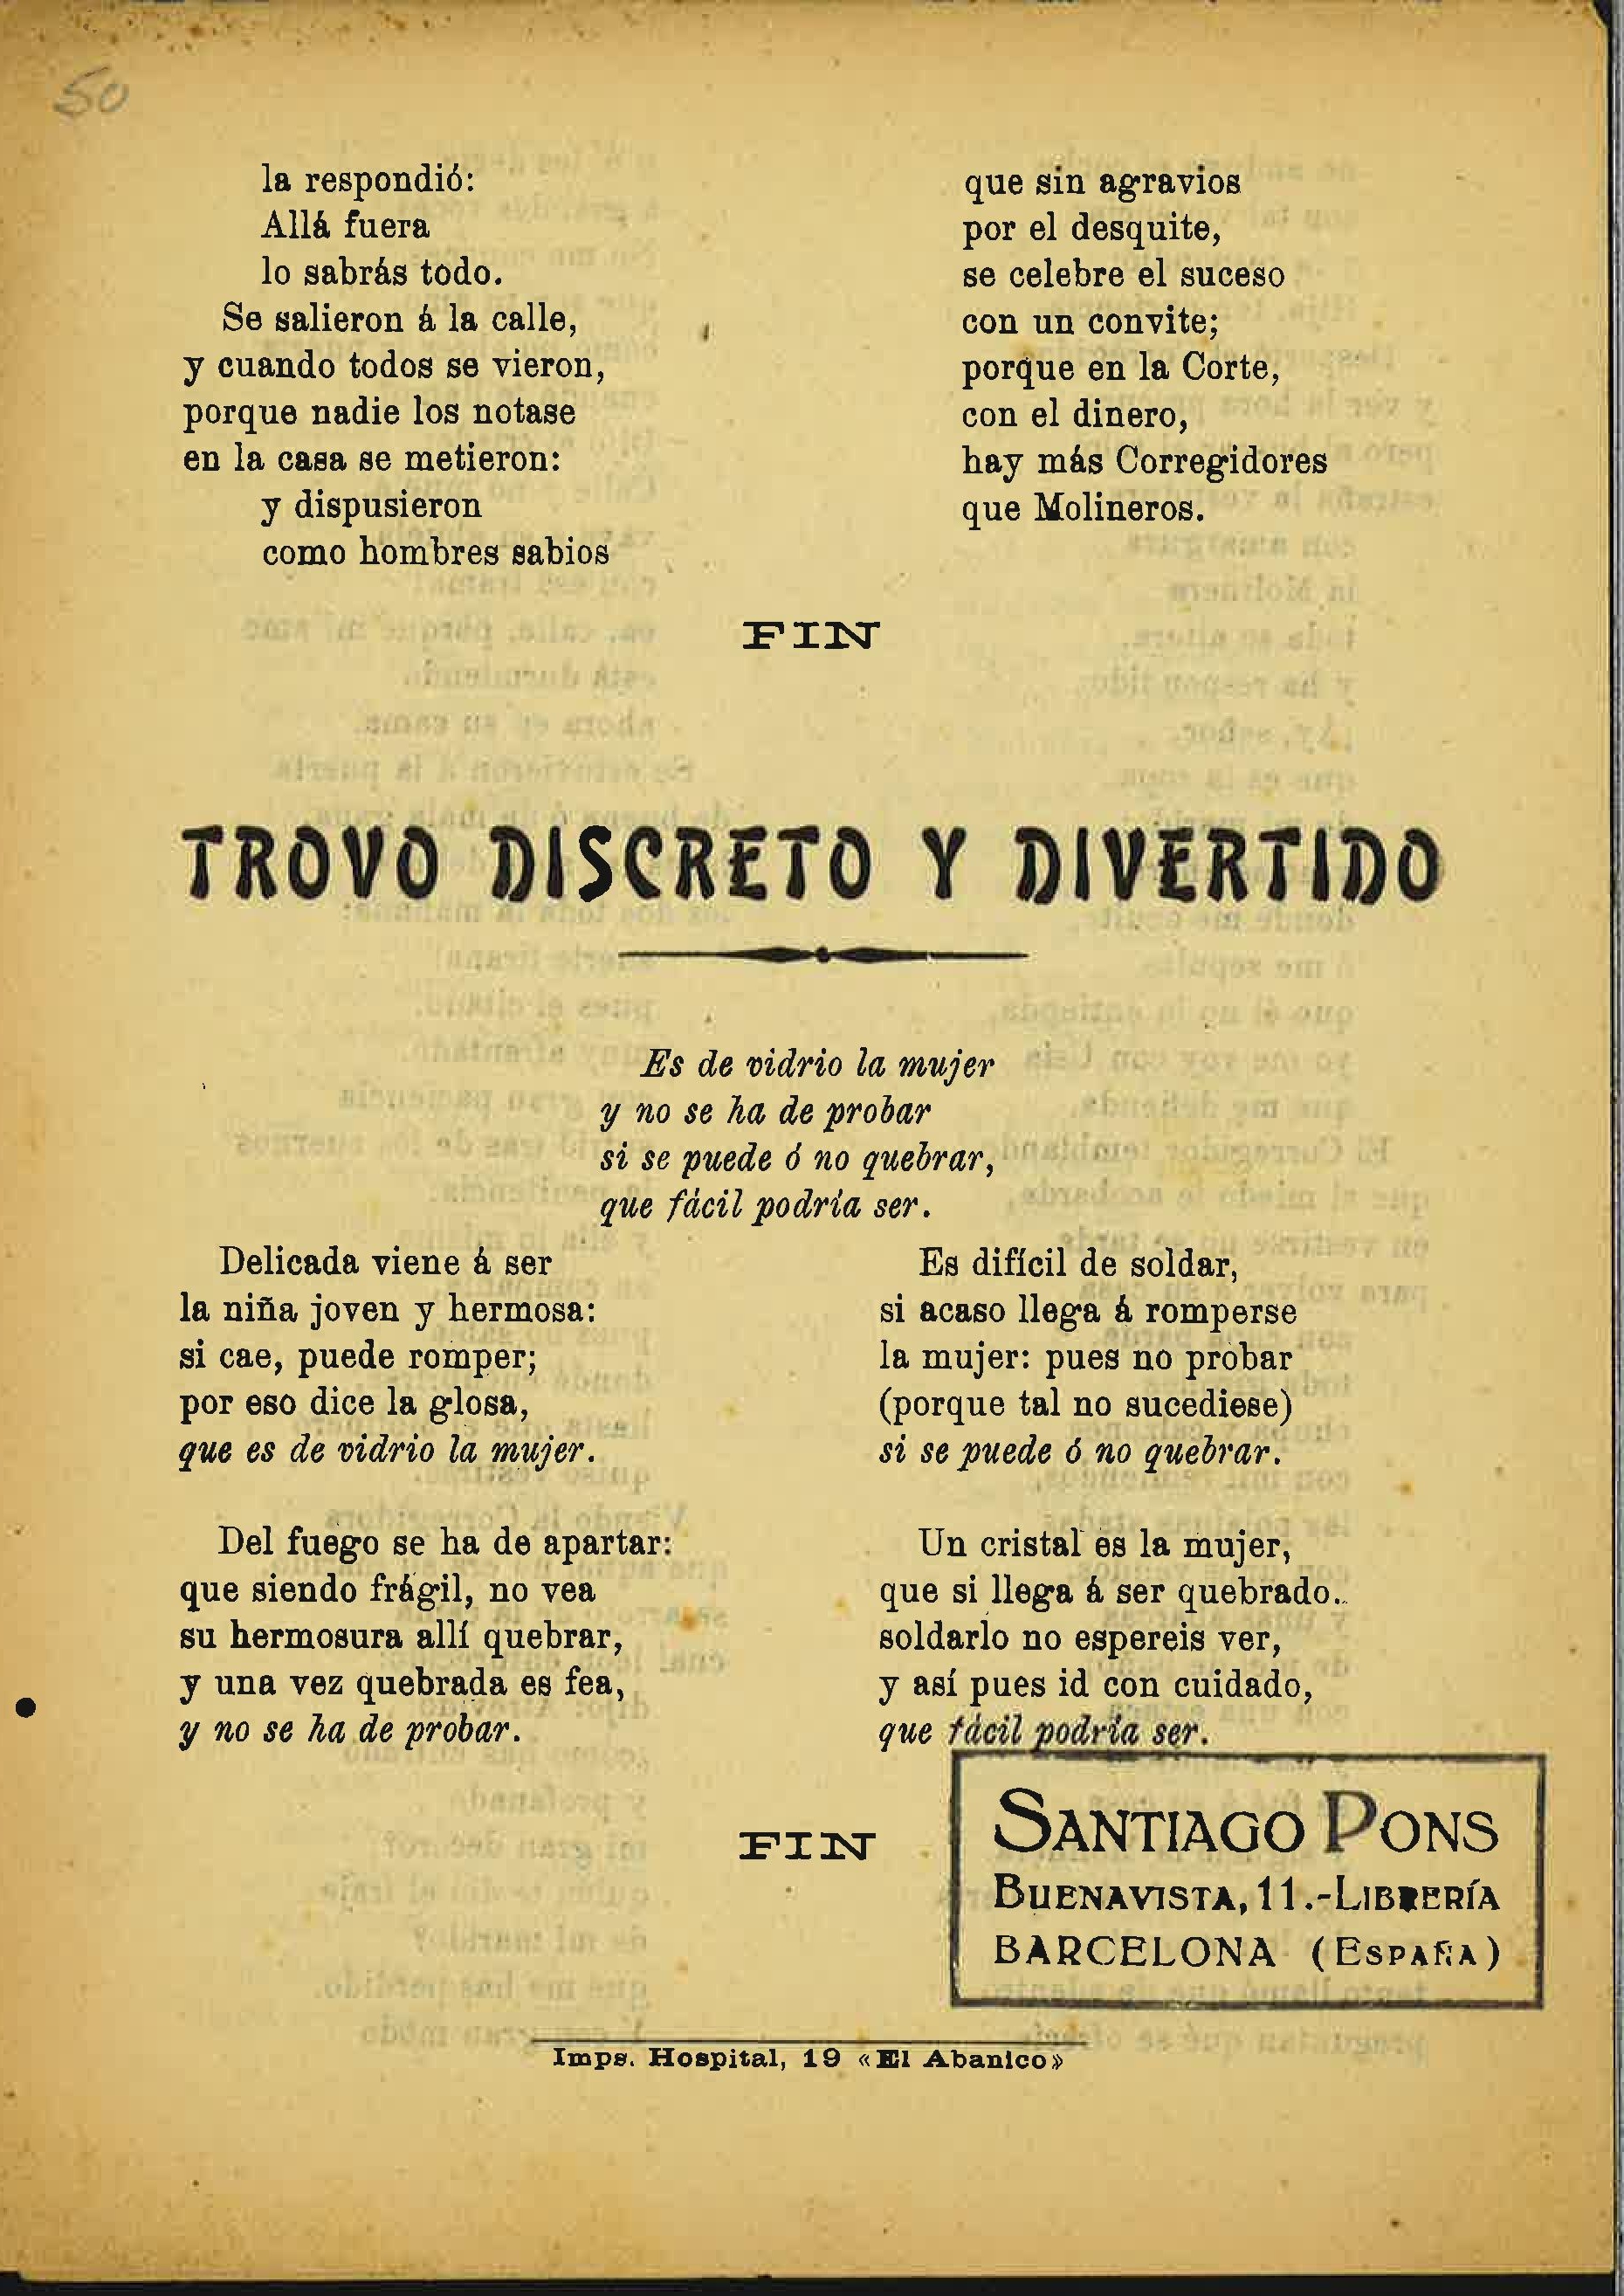 50
la respondió:
Allá fuera
lo sabrás todo.
Se salieron á la calle,
y cuando todos se vieron,
porque nadie los notase
en la casa se metieron:
y dispusieron
como hombres sabios
que sin agravios
por el desquite,
se celebre el suceso
con un convite;
porque en la Corte,
con el dinero,
hay más Corregidores
que Molineros.
FIN
TROVO DISCRETO Y DIVERTIDO
Es de vidrio la mujer
y no se ha de probar
si se puede ó no quebrar,
que fácil podría ser.
Delicada viene á ser
la niña joven y hermosa:
si cae, puede romper;
por eso dice la glosa,
que es de vidrio la mujer.
Del fuego se ha de apartar:
que siendo frágil, no vea
su hermosura allí quebrar,
y una vez quebrada es fea,
y no se ha de probar.
Es difícil de soldar,
si acaso llega á romperse
la mujer: pues no probar
(porque tal no sucediese)
si se puede ó no quebrar.
Un cristal es la mujer,
que si llega á ser quebrado..
soldarlo no espereis ver,
y así pues id con cuidado,
que fácil podría ser.
FIN
SANTIAGO PONS
BUENAVISTA, 11.-LIBRERÍA
BARCELONA (ESPAÑA)
Imps. Hospital, 19 «El Abanico»